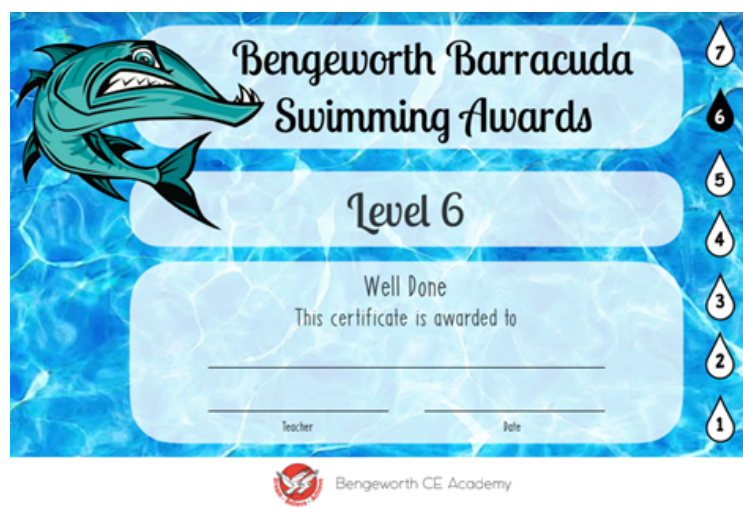 Bengeworth Barracuda
Swimming Awards
Level 6
Well Done
This certificate is awarded to
Teacher
Date
7
6
5
4
3
2
1
Bengeworth CE Academy